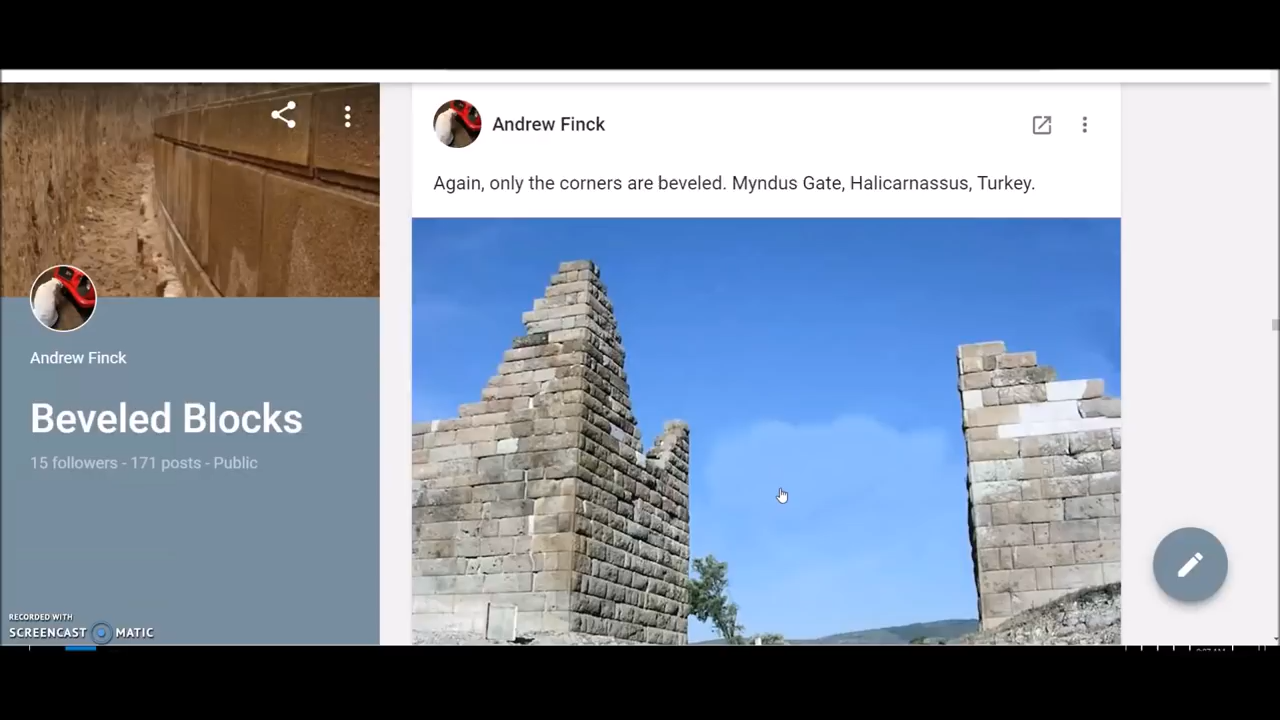 Andrew Finck
Again, only the corners are beveled. Myndus Gate, Halicarnassus, Turkey.
Andrew Finck
Beveled Blocks
15 followers - 171 posts - Public
RECORDED WITH
SCREENCAST MATIC